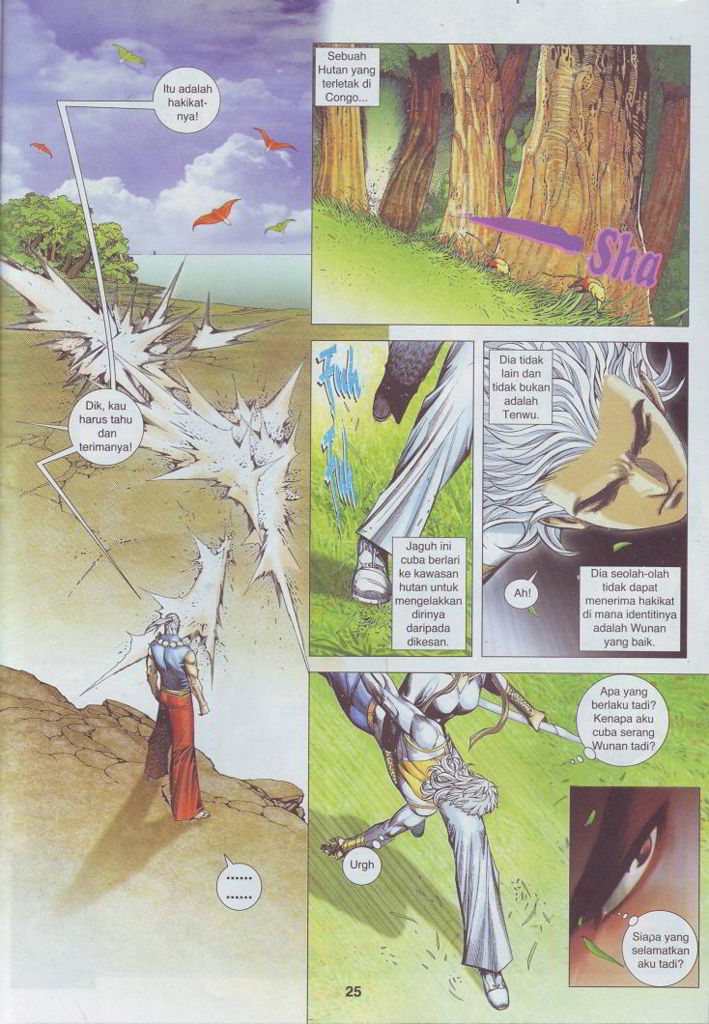 Itu adalah
hakikat-
nya!
Dik, kau
harus tahu
dan
terimanya!
......
......
Sebuah
Hutan yang
terletak di
Congo...
Sha
Fuh
Fuh
Jaguh ini
cuba berlari
ke kawasan
hutan untuk
mengelakkan
dirinya
daripada
dikesan.
Dia tidak
lain dan
tidak bukan
adalah
Tenwu.
Ah!
Dia seolah-olah
tidak dapat
menerima hakikat
di mana identitinya
adalah Wunan
yang baik.
Apa yang
berlaku tadi?
Kenapa aku
cuba serang
Wunan tadi?
Urgh
Siapa yang
selamatkan
aku tadi?
25